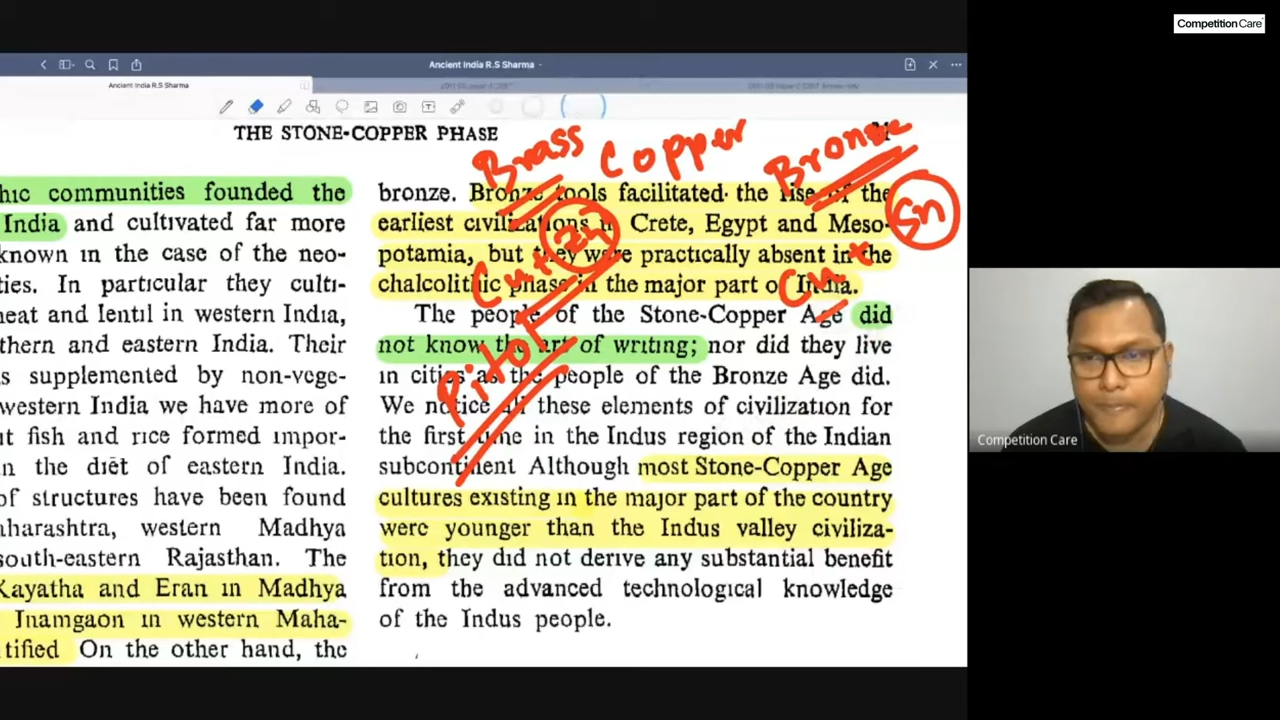 Competition Care
Ancient India R.S Sharma
Ancient India R.S Sharma
THE STONE-COPPER PHASE
Brass Copper Bronze
Cu + Zn
Cu + Sn
Pital
hic communities founded the
India and cultivated far more
known in the case of the neo-
ties. In particular they culti-
heat and lentil in western India,
thern and eastern India. Their
s supplemented by non-vege-
western India we have more of
t fish and rice formed impor-
n the diēt of eastern India.
of structures have been found
aharashtra, western Madhya
south-eastern Rajasthan. The
Kayatha and Eran in Madhya
Inamgaon in western Maha-
tified On the other hand, the
bronze. Bronze tools facilitated the rise of the
earliest civilizations in Crete, Egypt and Meso-
potamia, but they were practically absent in the
chalcolithic phase in the major part of India.
The people of the Stone-Copper Age did
not know the art of writing; nor did they live
in cities as the people of the Bronze Age did.
We notice all these elements of civilization for
the first time in the Indus region of the Indian
subcontinent Although most Stone-Copper Age
cultures existing in the major part of the country
were younger than the Indus valley civiliza-
tion, they did not derive any substantial benefit
from the advanced technological knowledge
of the Indus people.
Competition Care